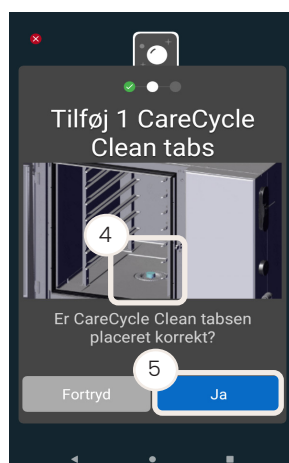 Tilføj 1 CareCycle
Clean tabs
4
Er CareCycle Clean tabsen
placeret korrekt?
5
Fortryd
Ja